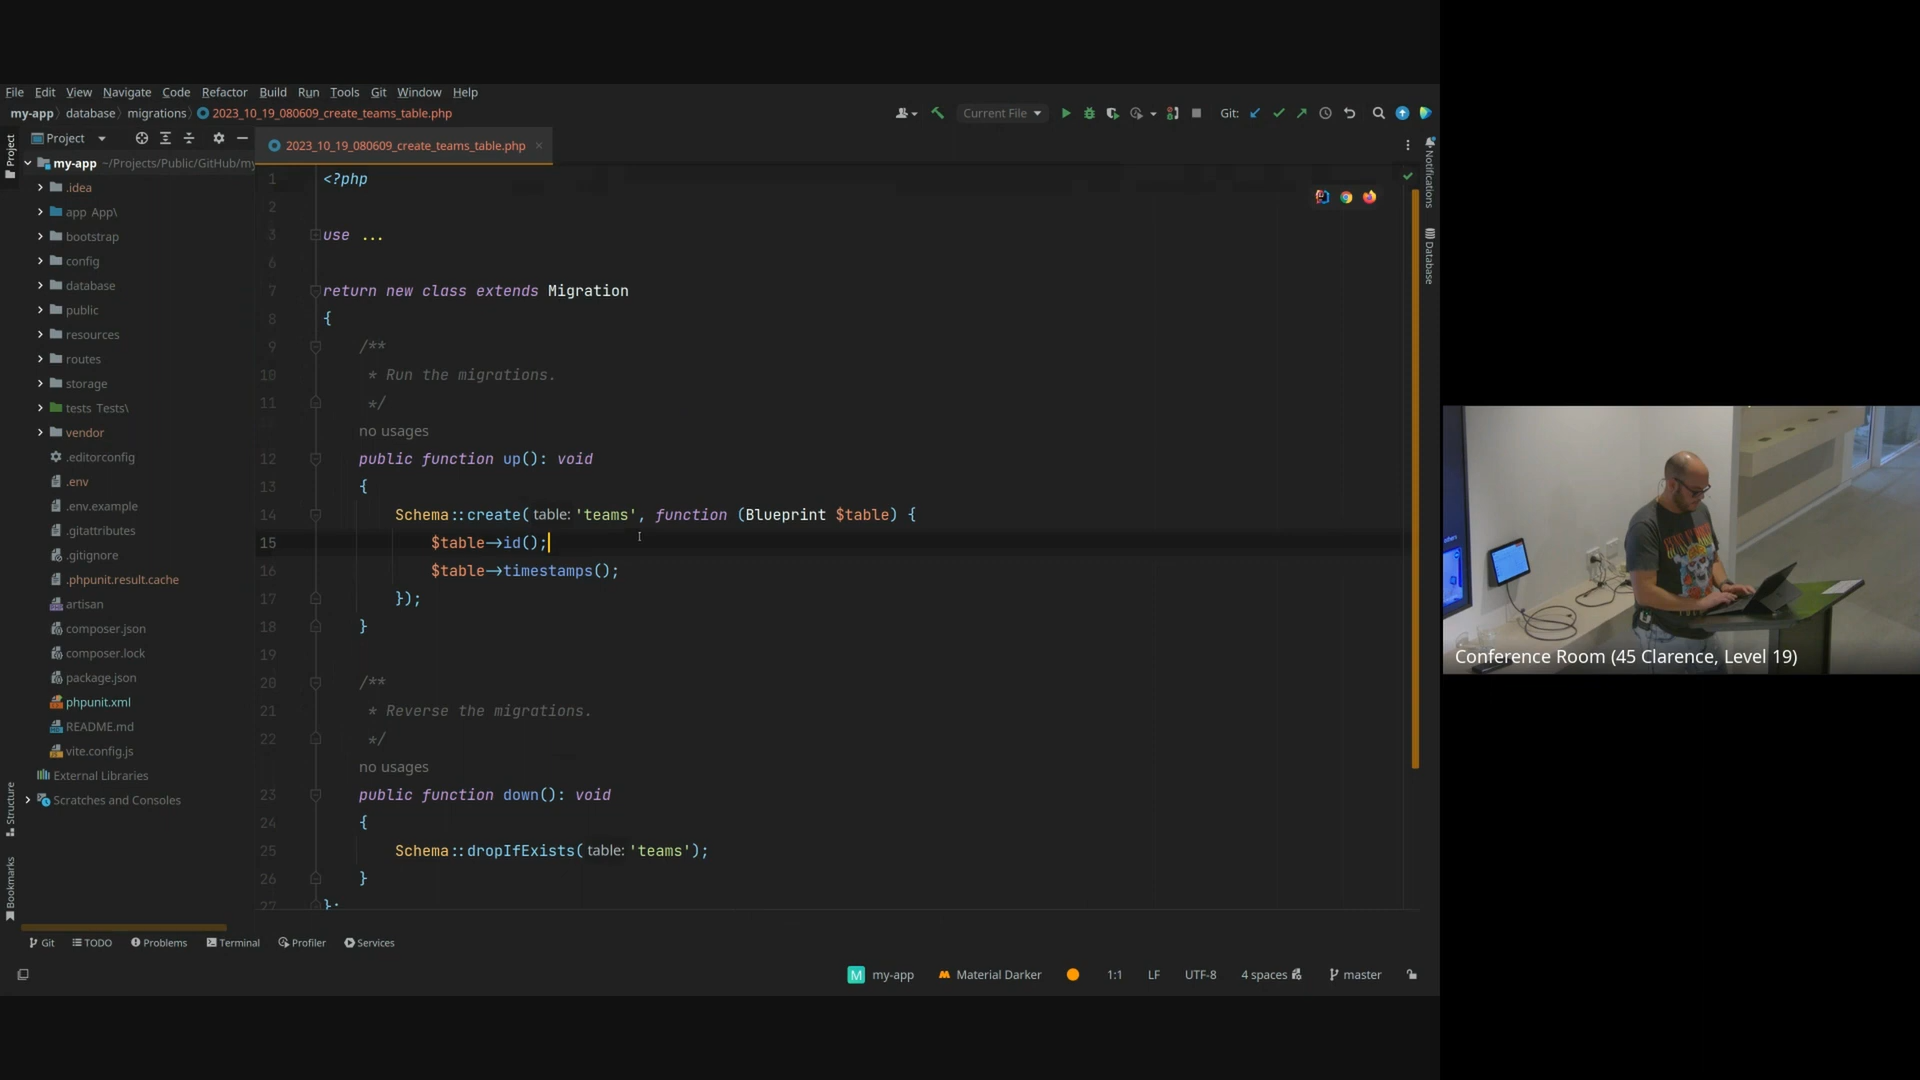 File Edit View Navigate Code Refactor Build Run Tools Git Window Help
my-app database migrations 2023_10_19_080609_create_teams_table.php
Current File Git:
Project
2023_10_19_080609_create_teams_table.php
Project
my-app ~/Projects/Public/GitHub/my
.idea
app App\
bootstrap
config
database
public
resources
routes
storage
tests Tests\
vendor
.editorconfig
.env
.env.example
.gitattributes
.gitignore
.phpunit.result.cache
artisan
composer.json
composer.lock
package.json
phpunit.xml
README.md
vite.config.js
External Libraries
Scratches and Consoles
Structure
Bookmarks
1 <?php
2
3 use ...
6
7 return new class extends Migration
8 {
9 /**
10 * Run the migrations.
11 */
no usages
12 public function up(): void
13 {
14 Schema::create( table: 'teams', function (Blueprint $table) {
15 $table->id();
16 $table->timestamps();
17 });
18 }
19
20 /**
21 * Reverse the migrations.
22 */
no usages
23 public function down(): void
24 {
25 Schema::dropIfExists( table: 'teams');
26 }
27 };
Notifications
Database
Git TODO Problems Terminal Profiler Services
M my-app Material Darker 1:1 LF UTF-8 4 spaces master
Conference Room (45 Clarence, Level 19)